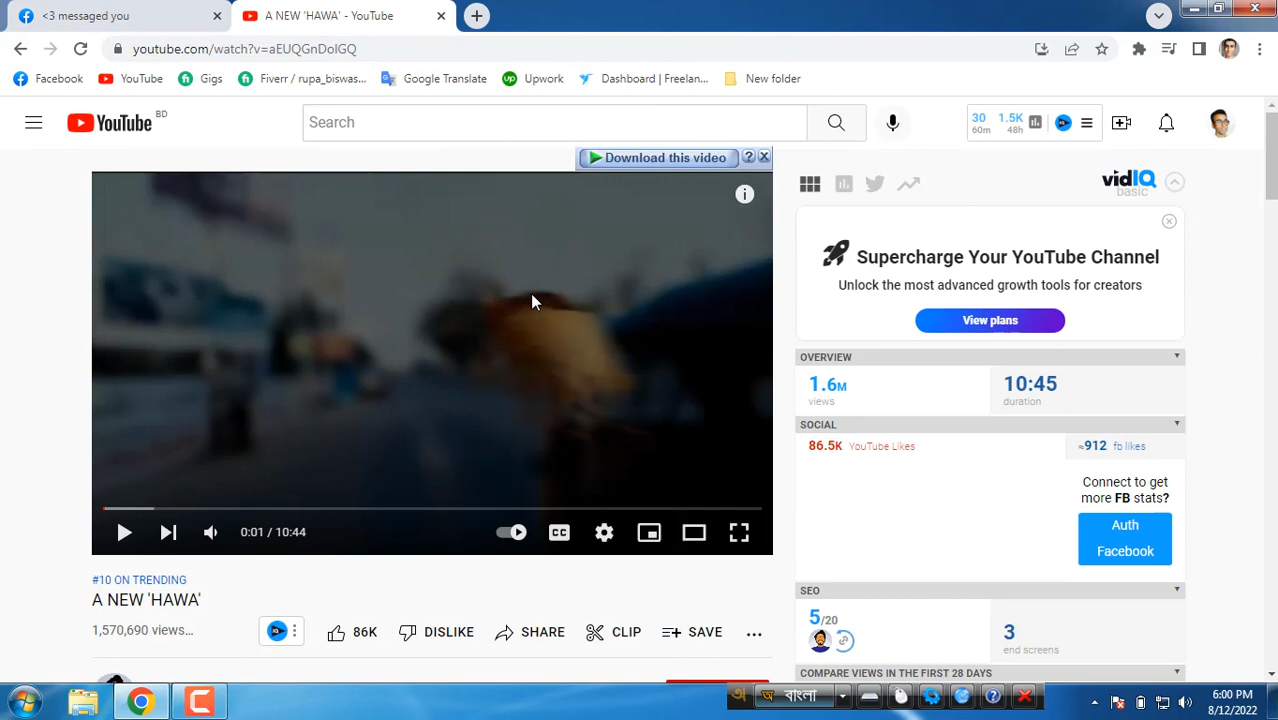 <3 messaged you
A NEW 'HAWA' - YouTube
youtube.com/watch?v=aEUQGnDolGQ
Facebook YouTube Gigs Fiverr / rupa_biswas... Google Translate Upwork Dashboard | Freelan... New folder
YouTube BD
Search
30 60m 1.5K 48h
Download this video
vidIQ basic
Supercharge Your YouTube Channel
Unlock the most advanced growth tools for creators
View plans
OVERVIEW
1.6M views
10:45 duration
SOCIAL
86.5K YouTube Likes
≈912 fb likes
Connect to get
more FB stats?
Auth
Facebook
0:01 / 10:44
CC
#10 ON TRENDING
A NEW 'HAWA'
1,570,690 views...
86K DISLIKE SHARE CLIP SAVE
SEO
5/20
3
end screens
COMPARE VIEWS IN THE FIRST 28 DAYS
অ বাংলা
6:00 PM
8/12/2022